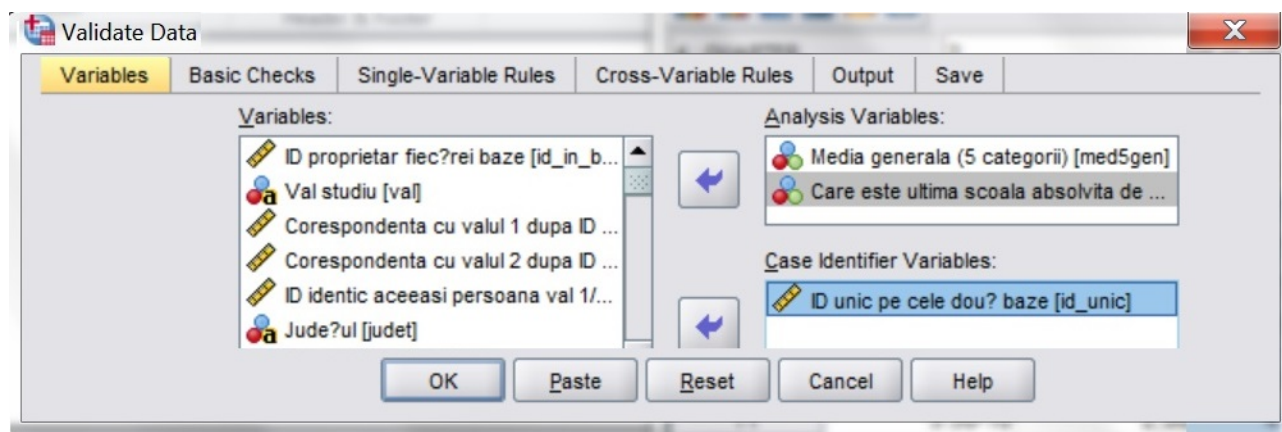 Validate Data
Variables
Basic Checks
Single-Variable Rules
Cross-Variable Rules
Output
Save
Variables:
ID proprietar fiec?rei baze [id_in_b...
Val studiu [val]
Corespondenta cu valul 1 dupa ID ...
Corespondenta cu valul 2 dupa ID ...
ID identic aceeasi persoana val 1/...
Jude?ul [judet]
Analysis Variables:
Media generala (5 categorii) [med5gen]
Care este ultima scoala absolvita de ...
Case Identifier Variables:
ID unic pe cele dou? baze [id_unic]
OK
Paste
Reset
Cancel
Help